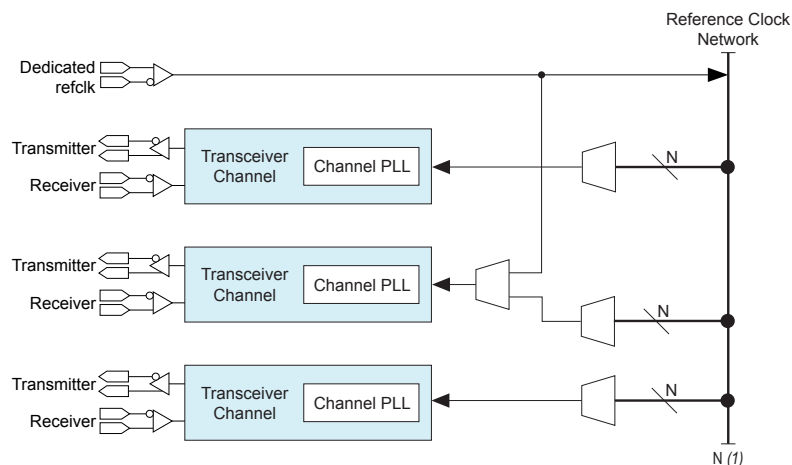 Reference Clock
Network
Dedicated
refclk
Transmitter
Receiver
Transceiver
Channel
Channel PLL
N
Transmitter
Receiver
Transceiver
Channel
Channel PLL
N
Transmitter
Receiver
Transceiver
Channel
Channel PLL
N
N (1)